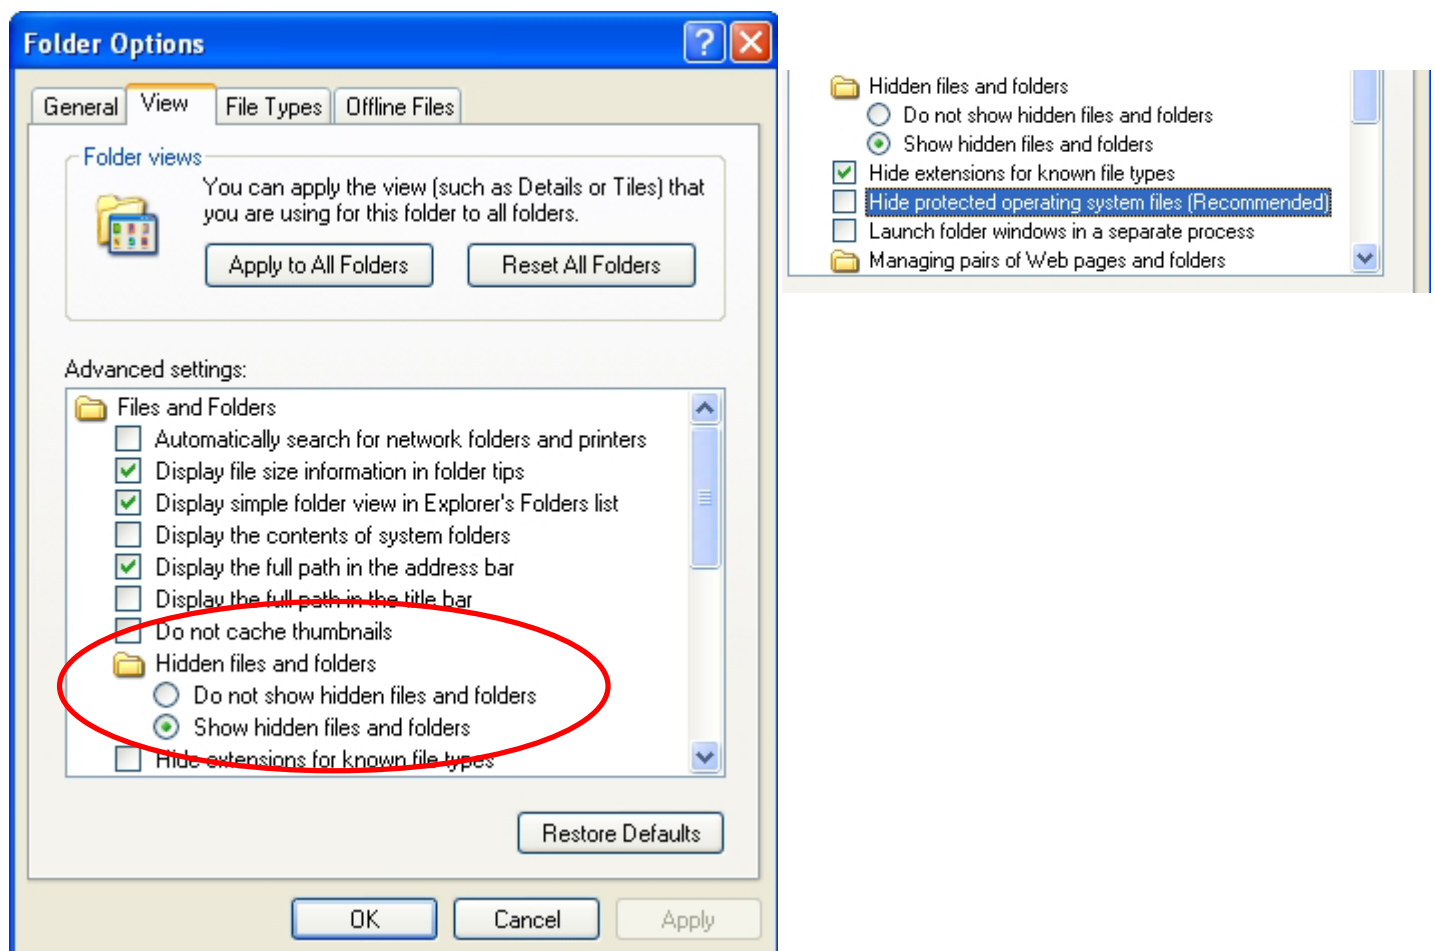 Folder Options
General View File Types Offline Files
Folder views
You can apply the view (such as Details or Tiles) that
you are using for this folder to all folders.
Apply to All Folders Reset All Folders
Advanced settings:
Files and Folders
Automatically search for network folders and printers
Display file size information in folder tips
Display simple folder view in Explorer's Folders list
Display the contents of system folders
Display the full path in the address bar
Display the full path in the title bar
Do not cache thumbnails
Hidden files and folders
Do not show hidden files and folders
Show hidden files and folders
Hide extensions for known file types
Restore Defaults
OK Cancel Apply
Hidden files and folders
Do not show hidden files and folders
Show hidden files and folders
Hide extensions for known file types
Hide protected operating system files (Recommended)
Launch folder windows in a separate process
Managing pairs of Web pages and folders